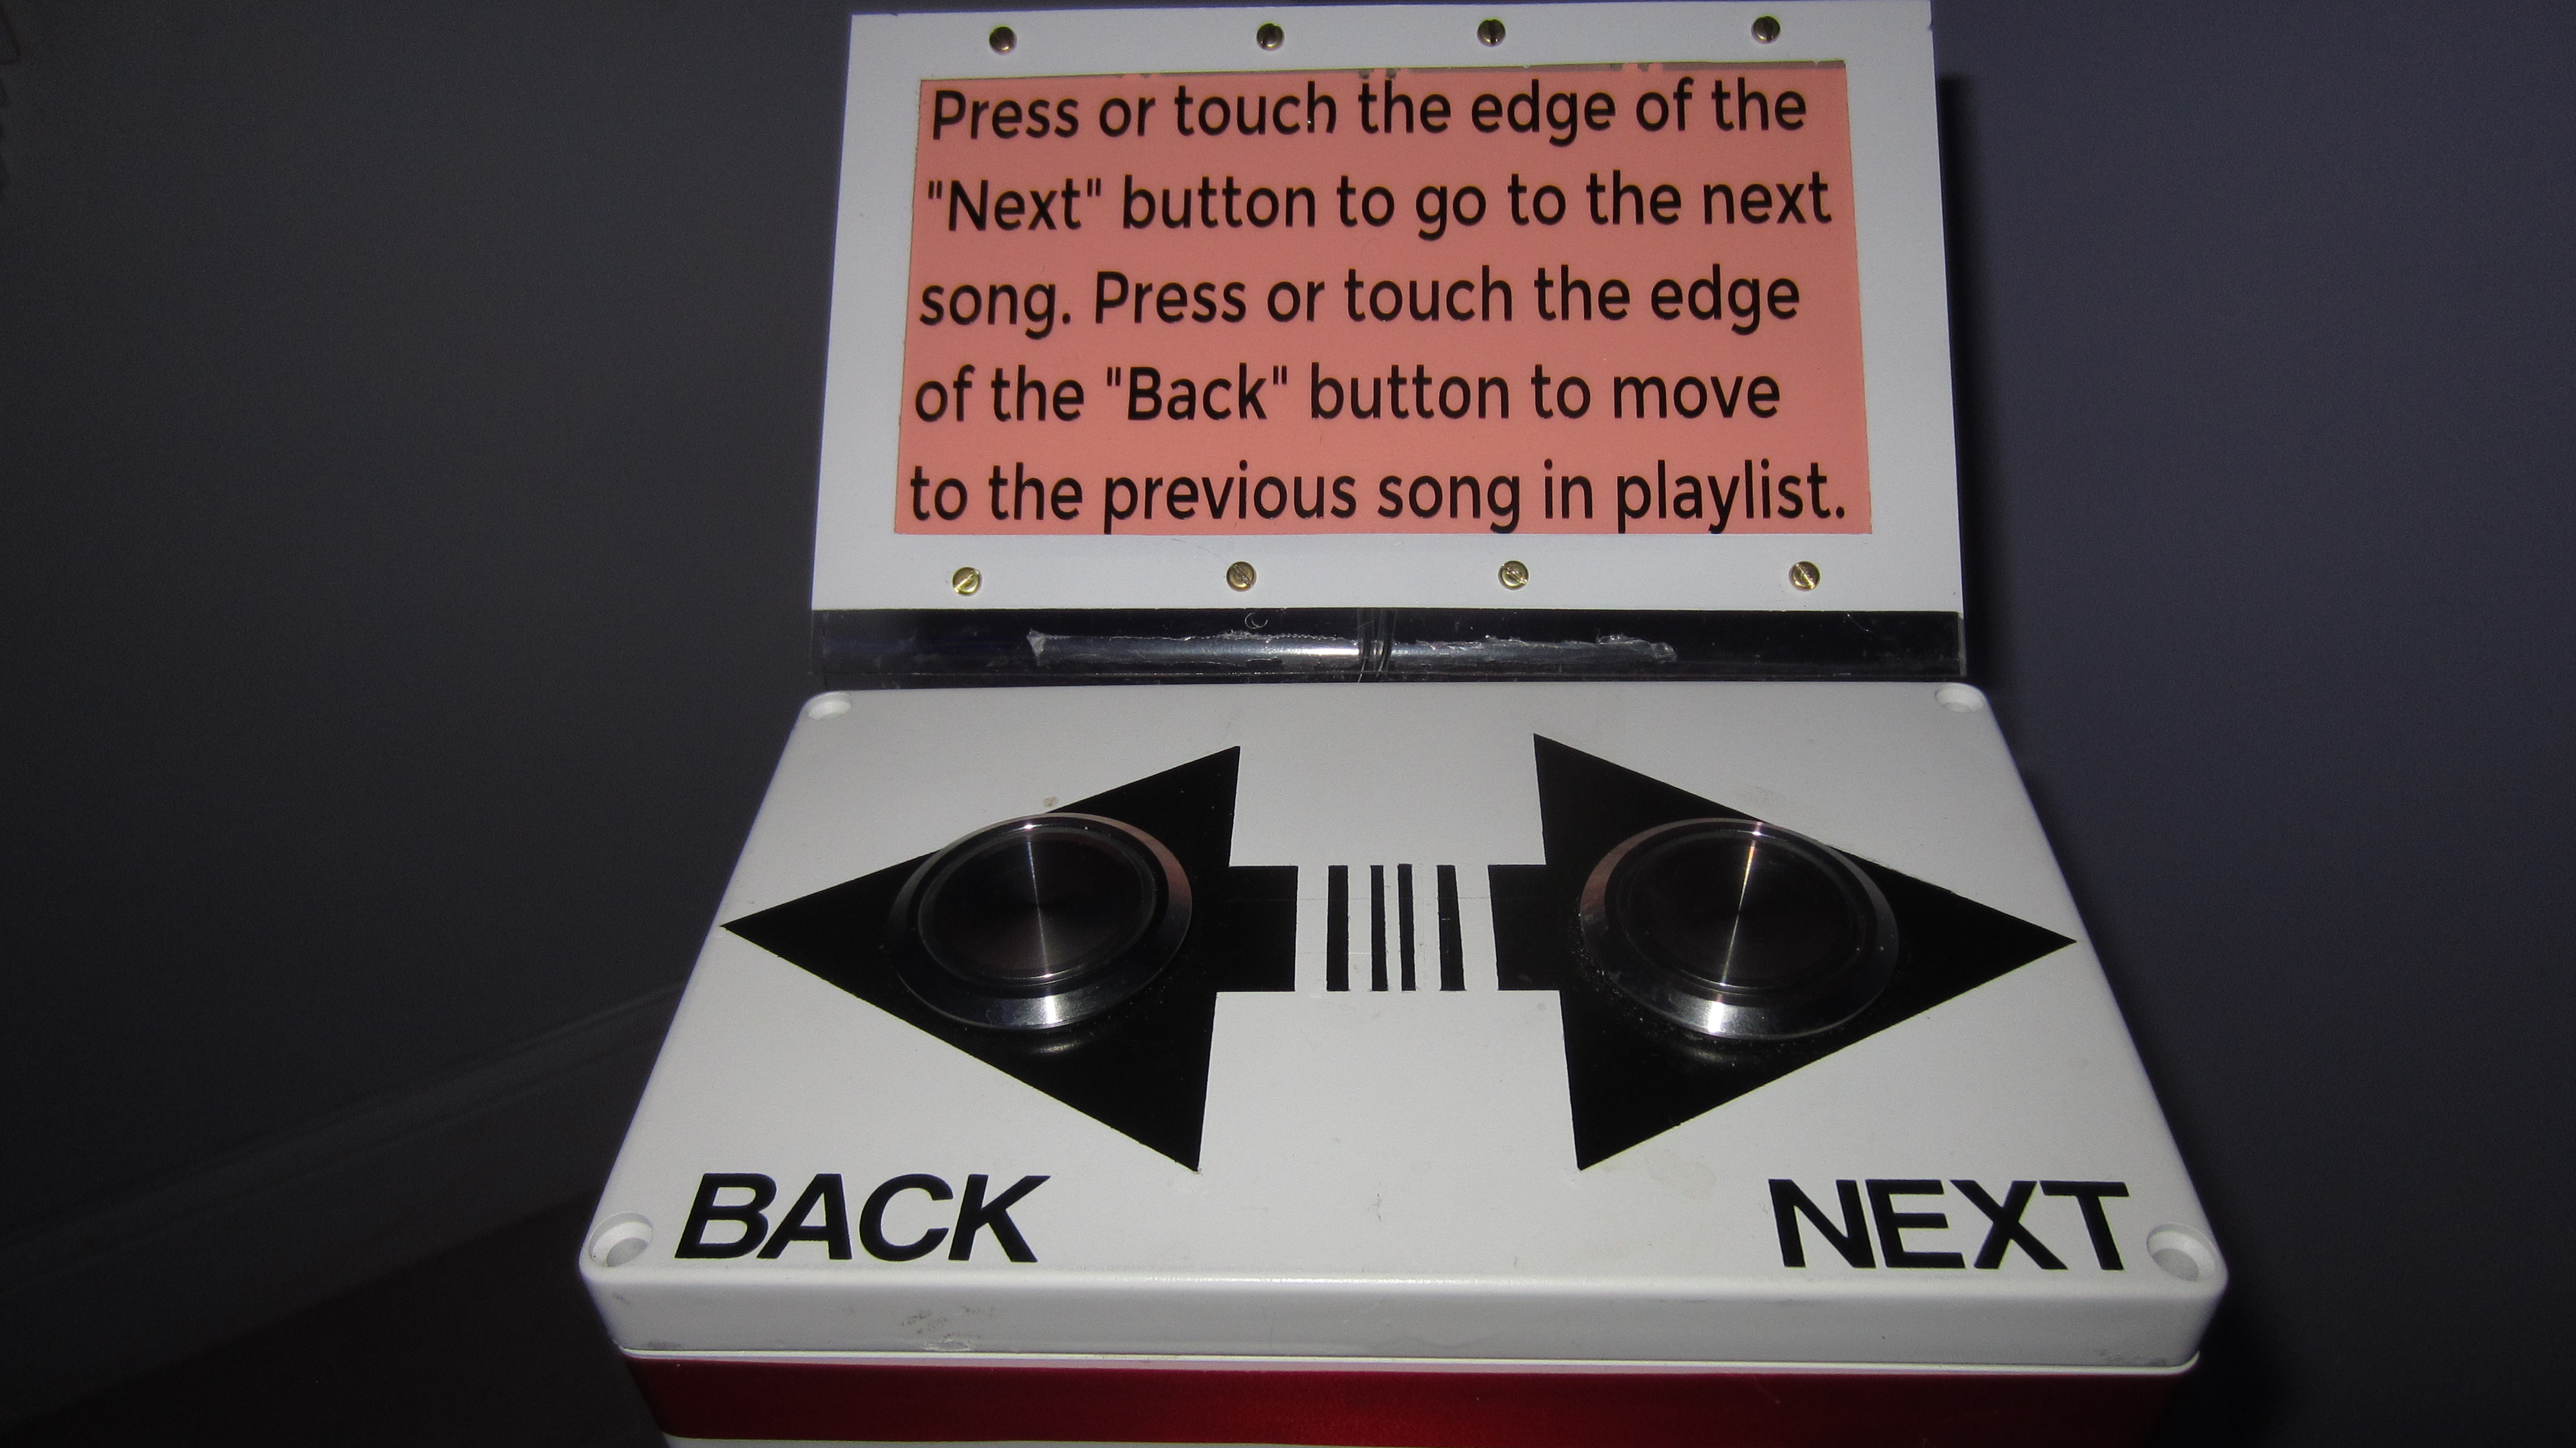 Press or touch the edge of the
"Next" button to go to the next
song. Press or touch the edge
of the "Back" button to move
to the previous song in playlist.
BACK
NEXT